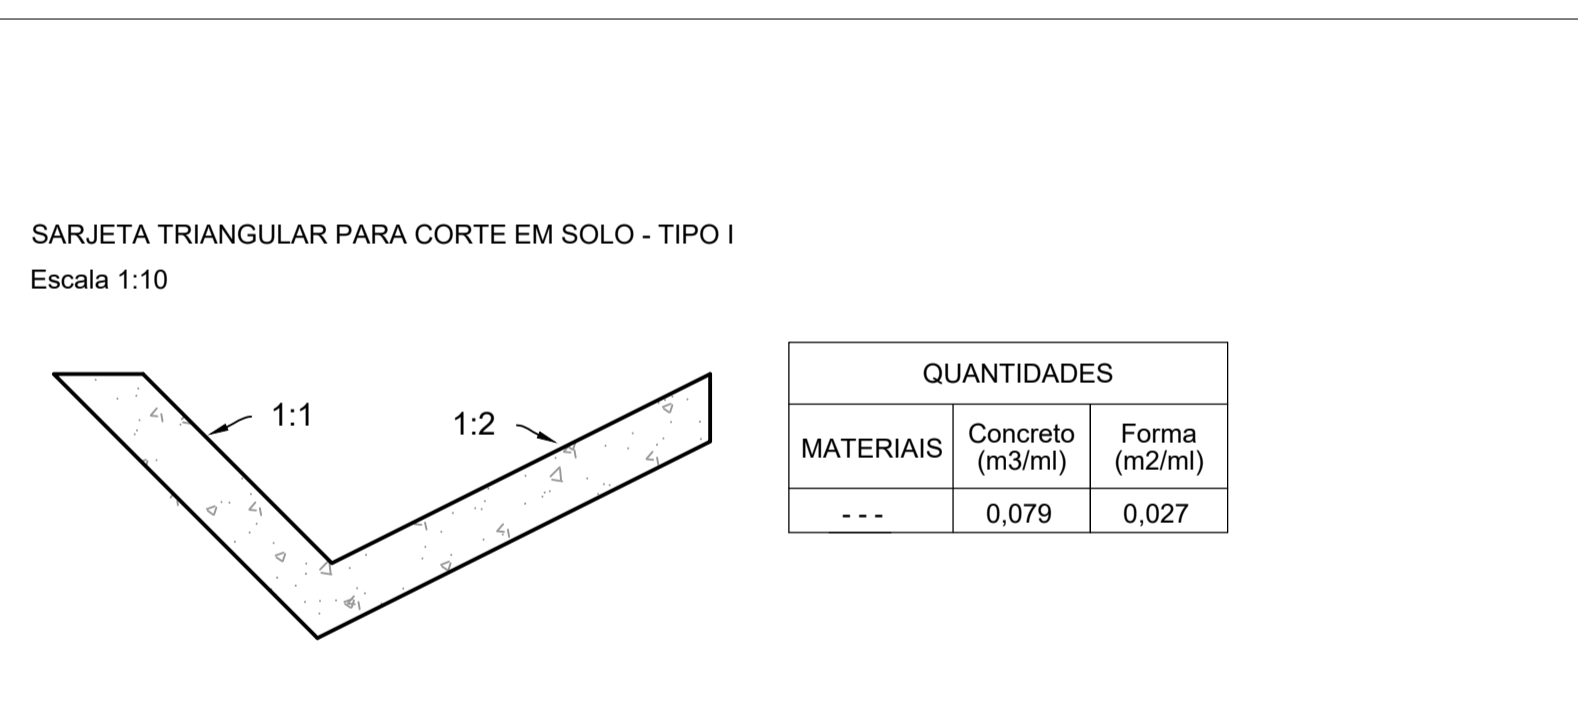 SARJETA TRIANGULAR PARA CORTE EM SOLO - TIPO I
Escala 1:10
1:1
1:2
QUANTIDADES
MATERIAIS
Concreto
(m3/ml)
Forma
(m2/ml)
- - -
0,079
0,027